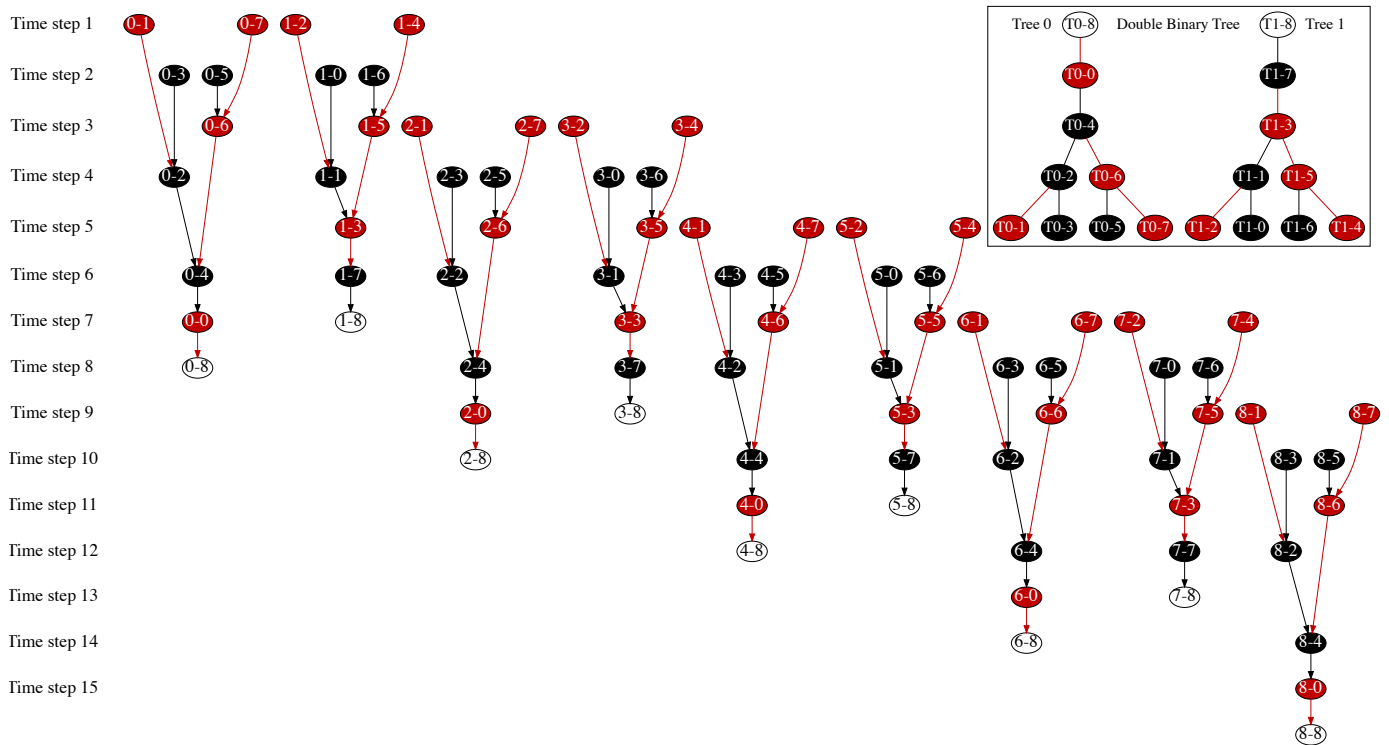 Time step 1 0-1 0-7 1-2 1-4 Tree 0 T0-8 Double Binary Tree T1-8 Tree 1
Time step 2 0-3 0-5 1-0 1-6 T0-0 T1-7
Time step 3 0-6 1-5 2-1 2-7 3-2 3-4 T0-4 T1-3
Time step 4 0-2 1-1 2-3 2-5 3-0 3-6 T0-2 T0-6 T1-1 T1-5
Time step 5 1-3 2-6 3-5 4-1 4-7 5-2 5-4 T0-1 T0-3 T0-5 T0-7 T1-2 T1-0 T1-6 T1-4
Time step 6 0-4 1-7 2-2 3-1 4-3 4-5 5-0 5-6
Time step 7 0-0 1-8 3-3 4-6 5-5 6-1 6-7 7-2 7-4
Time step 8 0-8 2-4 3-7 4-2 5-1 6-3 6-5 7-0 7-6
Time step 9 2-0 3-8 5-3 6-6 7-5 8-1 8-7
Time step 10 2-8 4-4 5-7 6-2 7-1 8-3 8-5
Time step 11 4-0 5-8 7-3 8-6
Time step 12 4-8 6-4 7-7 8-2
Time step 13 6-0 7-8
Time step 14 6-8 8-4
Time step 15 8-0
8-8